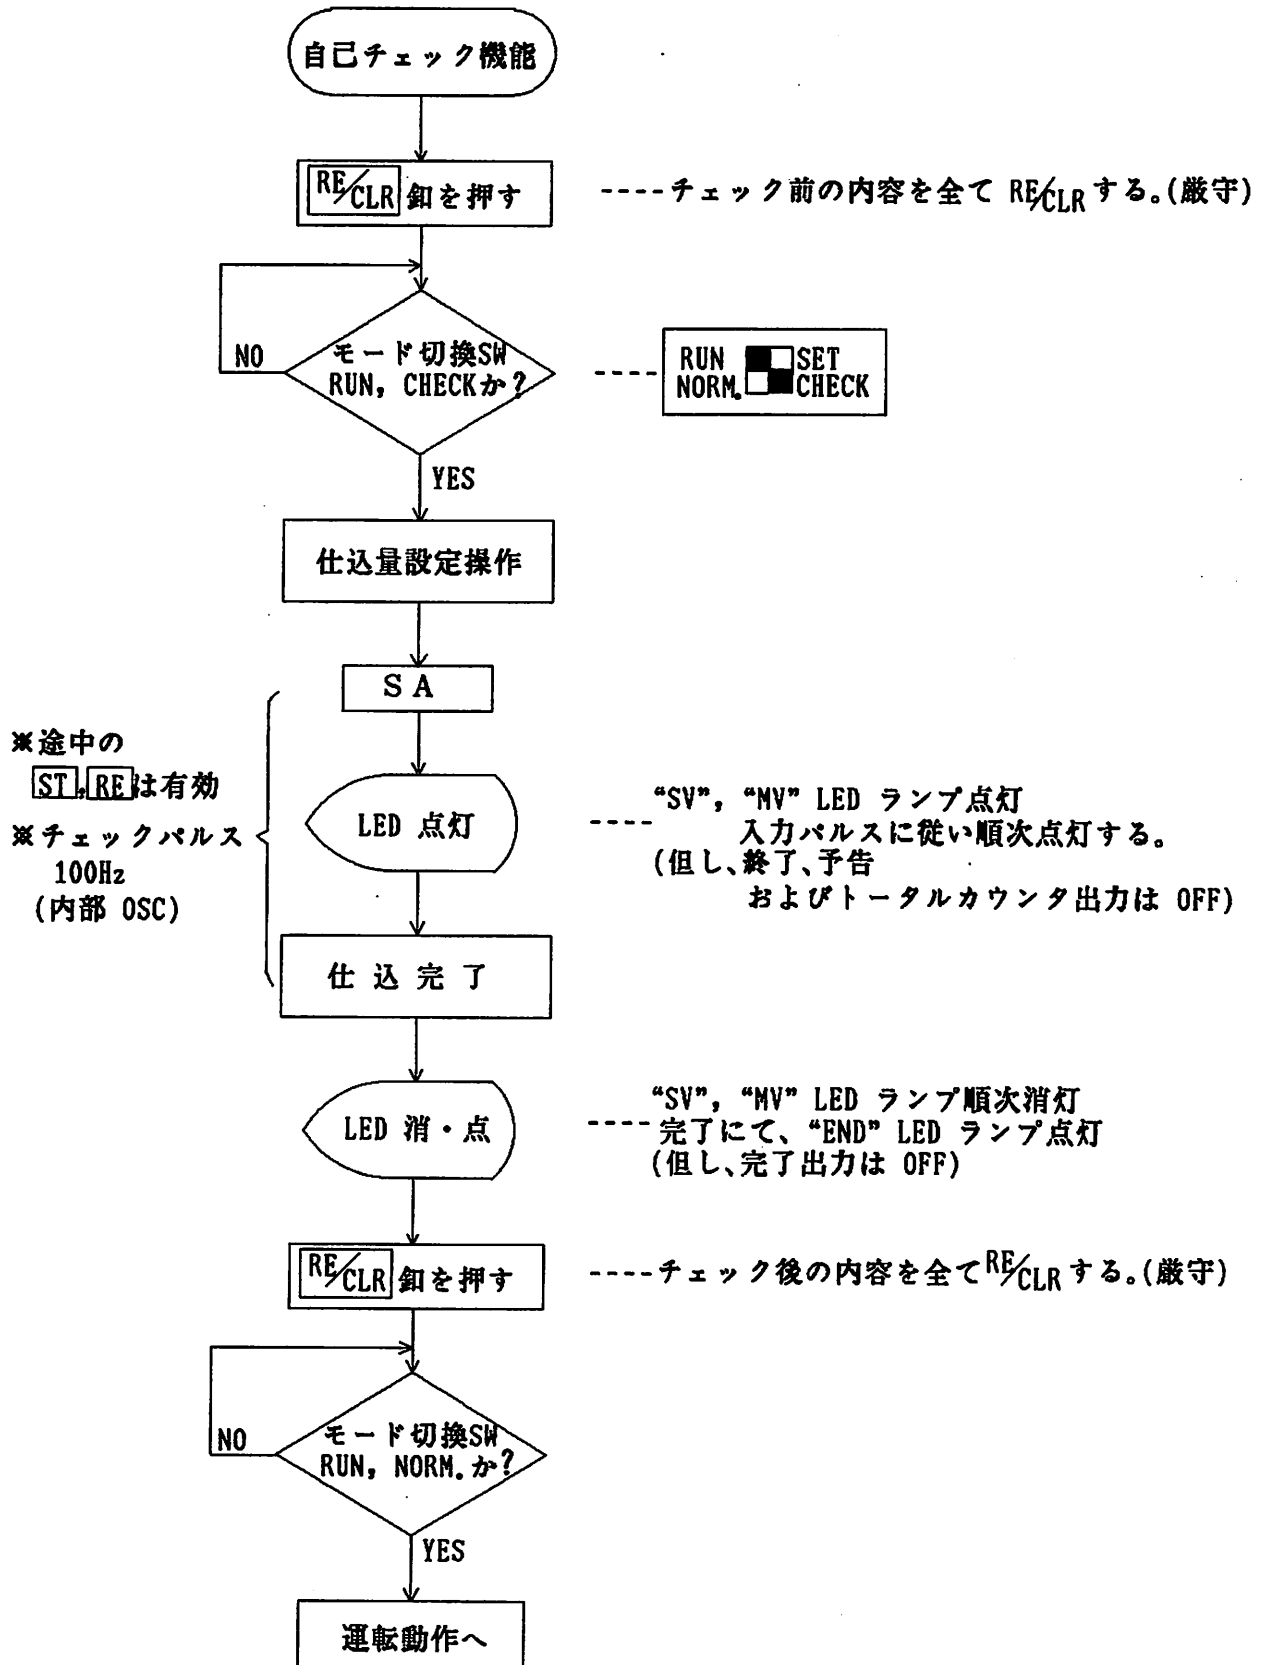 自己チェック機能
RE/CLR 釦を押す ----チェック前の内容を全て RE/CLR する。(厳守)
モード切換SW
RUN, CHECKか?
NO
RUN SET
NORM. CHECK
YES
仕込量設定操作
SA
※途中の
ST,REは有効
※チェックパルス
100Hz
(内部 OSC)
LED 点灯
----“SV”, “MV” LED ランプ点灯
入力パルスに従い順次点灯する。
(但し、終了、予告
およびトータルカウンタ出力は OFF)
仕込完了
LED 消・点
“SV”, “MV” LED ランプ順次消灯
----完了にて、“END” LED ランプ点灯
(但し、完了出力は OFF)
RE/CLR 釦を押す ----チェック後の内容を全てRE/CLR する。(厳守)
モード切換SW
RUN, NORM.か?
NO
YES
運転動作へ